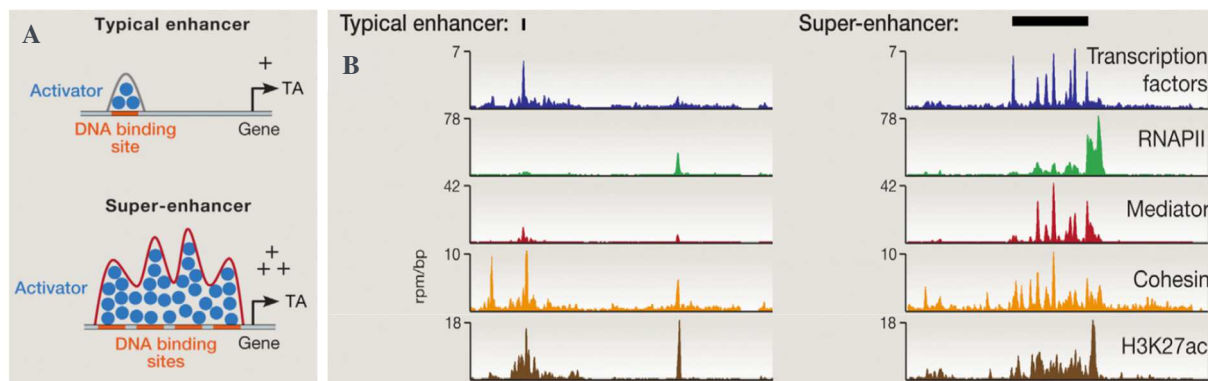 A
Typical enhancer
+
Activator
TA
DNA binding
site
Gene
Super-enhancer
+
+ +
Activator
TA
DNA binding
sites
Gene
B
Typical enhancer:
Super-enhancer:
7
7
Transcription
factors
78
78
RNAPII
42
42
Mediator
rpm/bp
10
10
Cohesin
18
18
H3K27ac